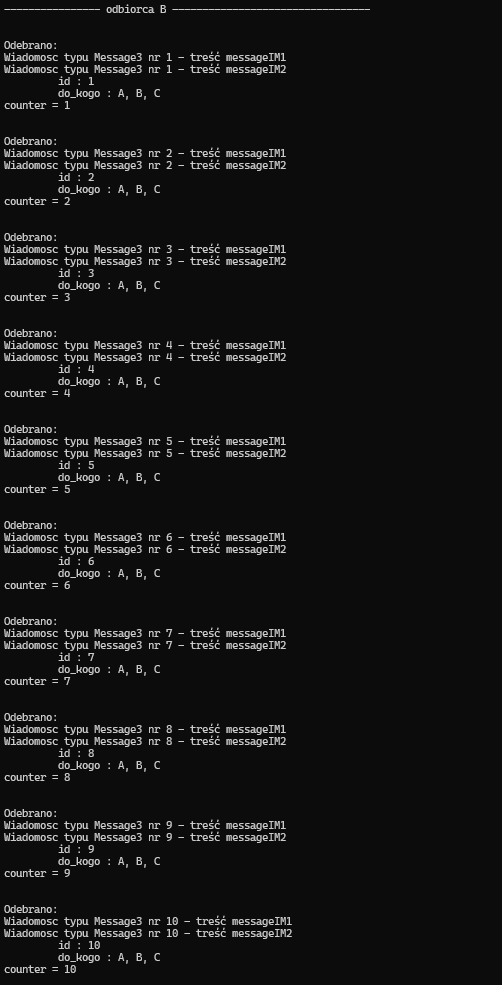 ---------------- odbiorca B ---------------------------------
Odebrano:
Wiadomosc typu Message3 nr 1 - treść messageIM1
Wiadomosc typu Message3 nr 1 - treść messageIM2
id : 1
do_kogo : A, B, C
counter = 1
Odebrano:
Wiadomosc typu Message3 nr 2 - treść messageIM1
Wiadomosc typu Message3 nr 2 - treść messageIM2
id : 2
do_kogo : A, B, C
counter = 2
Odebrano:
Wiadomosc typu Message3 nr 3 - treść messageIM1
Wiadomosc typu Message3 nr 3 - treść messageIM2
id : 3
do_kogo : A, B, C
counter = 3
Odebrano:
Wiadomosc typu Message3 nr 4 - treść messageIM1
Wiadomosc typu Message3 nr 4 - treść messageIM2
id : 4
do_kogo : A, B, C
counter = 4
Odebrano:
Wiadomosc typu Message3 nr 5 - treść messageIM1
Wiadomosc typu Message3 nr 5 - treść messageIM2
id : 5
do_kogo : A, B, C
counter = 5
Odebrano:
Wiadomosc typu Message3 nr 6 - treść messageIM1
Wiadomosc typu Message3 nr 6 - treść messageIM2
id : 6
do_kogo : A, B, C
counter = 6
Odebrano:
Wiadomosc typu Message3 nr 7 - treść messageIM1
Wiadomosc typu Message3 nr 7 - treść messageIM2
id : 7
do_kogo : A, B, C
counter = 7
Odebrano:
Wiadomosc typu Message3 nr 8 - treść messageIM1
Wiadomosc typu Message3 nr 8 - treść messageIM2
id : 8
do_kogo : A, B, C
counter = 8
Odebrano:
Wiadomosc typu Message3 nr 9 - treść messageIM1
Wiadomosc typu Message3 nr 9 - treść messageIM2
id : 9
do_kogo : A, B, C
counter = 9
Odebrano:
Wiadomosc typu Message3 nr 10 - treść messageIM1
Wiadomosc typu Message3 nr 10 - treść messageIM2
id : 10
do_kogo : A, B, C
counter = 10